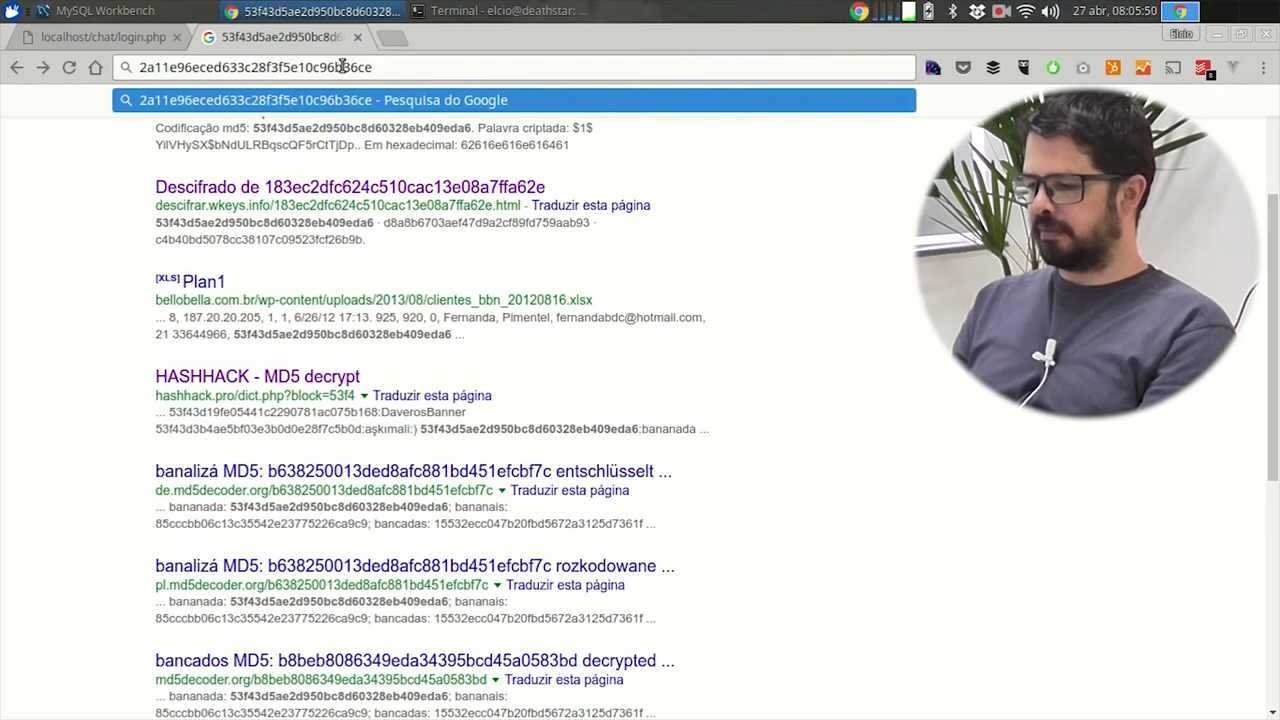 MySQL Workbench
53f43d5ae2d950bc8d60328...
Terminal - elcio@deathstar: ...
27 abr, 08:05:50
localhost/chat/login.php
53f43d5ae2d950bc8d6
Elcio
2a11e96eced633c28f3f5e10c96b36ce
8
2a11e96eced633c28f3f5e10c96b36ce - Pesquisa do Google
Codificação md5: 53f43d5ae2d950bc8d60328eb409eda6. Palavra criptada: $1$
YilVHySX$bNdULRBqscQF5rCtTjDp.. Em hexadecimal: 62616e616e616461
Descifrado de 183ec2dfc624c510cac13e08a7ffa62e
descifrar.wkeys.info/183ec2dfc624c510cac13e08a7ffa62e.html - Traduzir esta página
53f43d5ae2d950bc8d60328eb409eda6 · d8a8b6703aef47d9a2cf89fd759aab93 ·
c4b40bd5078cc38107c09523fcf26b9b.
[XLS] Plan1
bellobella.com.br/wp-content/uploads/2013/08/clientes_bbn_20120816.xlsx
... 8, 187.20.20.205, 1, 1, 6/26/12 17:13. 925, 920, 0, Fernanda, Pimentel, fernandabdc@hotmail.com,
21 33644966, 53f43d5ae2d950bc8d60328eb409eda6 ...
HASHHACK - MD5 decrypt
hashhack.pro/dict.php?block=53f4 Traduzir esta página
... 53f43d19fe05441c2290781ac075b168:DaverosBanner
53f43d3b4ae5bf03e3b0d0e28f7c5b0d:aşkımali:) 53f43d5ae2d950bc8d60328eb409eda6:bananada ...
banalizá MD5: b638250013ded8afc881bd451efcbf7c entschlüsselt ...
de.md5decoder.org/b638250013ded8afc881bd451efcbf7c Traduzir esta página
... bananada: 53f43d5ae2d950bc8d60328eb409eda6; bananais:
85cccbb06c13c35542e23775226ca9c9; bancadas: 15532ecc047b20fbd5672a3125d7361f ...
banalizá MD5: b638250013ded8afc881bd451efcbf7c rozkodowane ...
pl.md5decoder.org/b638250013ded8afc881bd451efcbf7c Traduzir esta página
... bananada: 53f43d5ae2d950bc8d60328eb409eda6; bananais:
85cccbb06c13c35542e23775226ca9c9; bancadas: 15532ecc047b20fbd5672a3125d7361f ...
bancados MD5: b8beb8086349eda34395bcd45a0583bd decrypted ...
md5decoder.org/b8beb8086349eda34395bcd45a0583bd Traduzir esta página
... bananada: 53f43d5ae2d950bc8d60328eb409eda6; bananais:
85cccbb06c13c35542e23775226ca9c9; bancadas: 15532ecc047b20fbd5672a3125d7361f ...